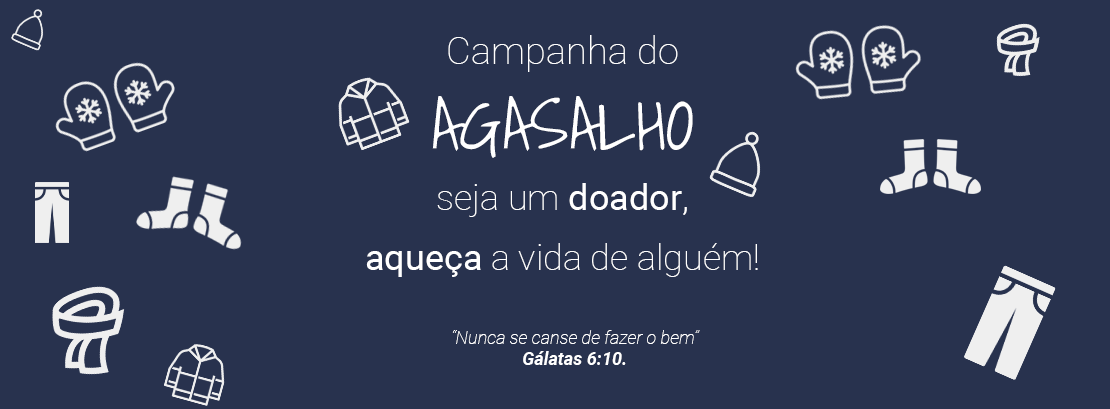 Campanha do
AGASALHO
seja um doador,
aqueça a vida de alguém!
“Nunca se canse de fazer o bem”
Gálatas 6:10.